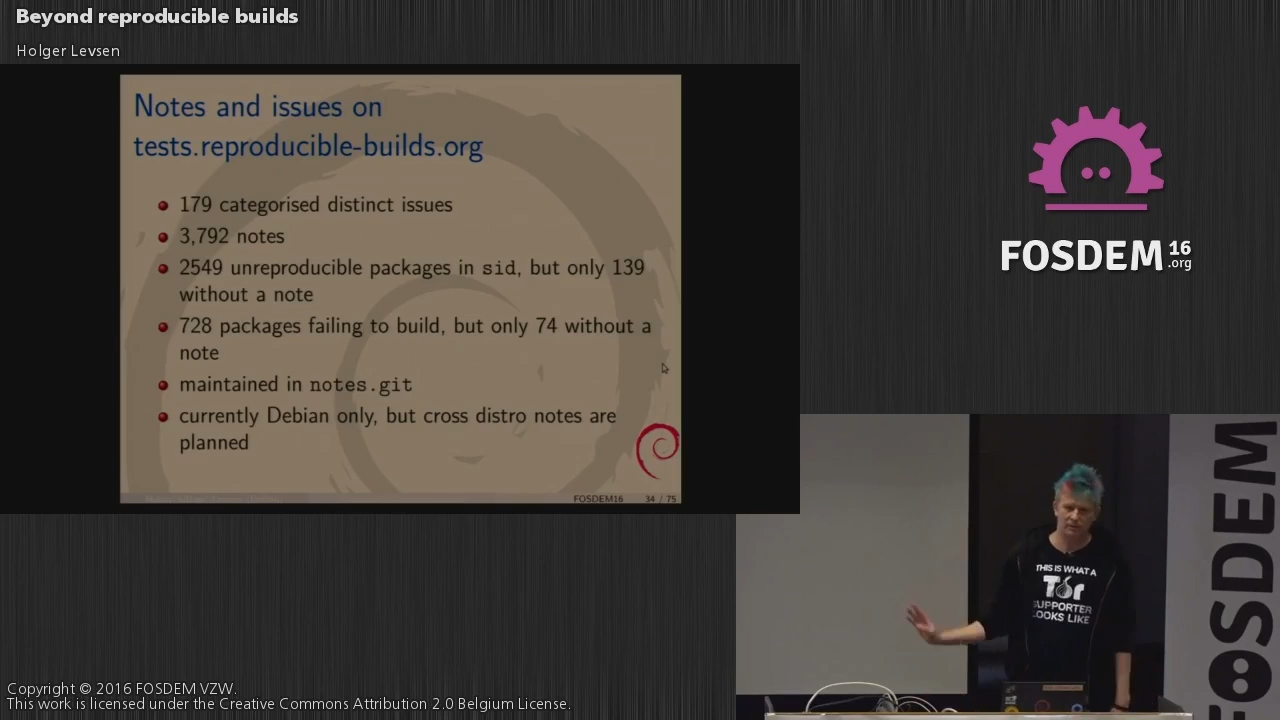 Beyond reproducible builds
Holger Levsen
Notes and issues on
tests.reproducible-builds.org
179 categorised distinct issues
3,792 notes
2549 unreproducible packages in sid, but only 139
without a note
728 packages failing to build, but only 74 without a
note
maintained in notes.git
currently Debian only, but cross distro notes are
planned
FOSDEM16 34 / 75
FOSDEM 16
.org
THIS IS WHAT A
Tor
SUPPORTER
LOOKS LIKE
FOSDEM
Copyright © 2016 FOSDEM VZW.
This work is licensed under the Creative Commons Attribution 2.0 Belgium License.